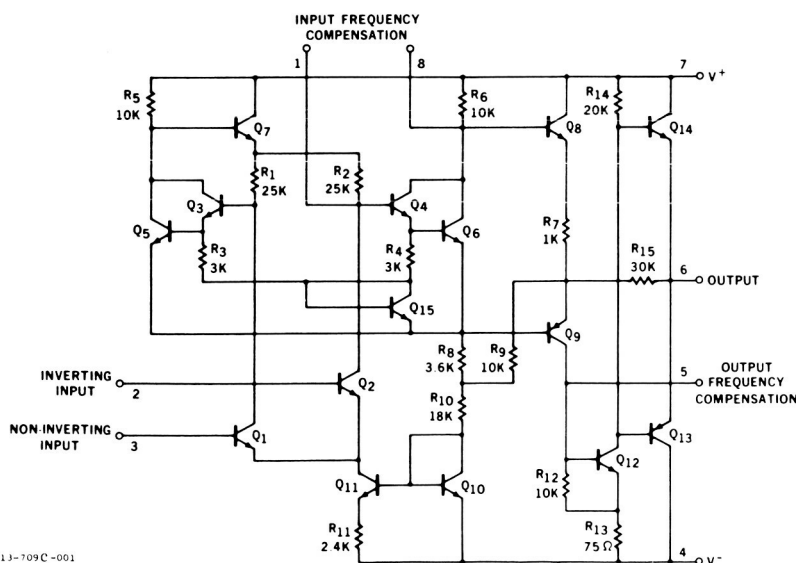 INPUT FREQUENCY
COMPENSATION
1
8
7
V+
R5
10K
R6
10K
R14
20K
Q7
Q8
Q14
R1
25K
R2
25K
Q3
Q4
Q5
Q6
R3
3K
R4
3K
R7
1K
R15
30K
6
OUTPUT
Q15
Q9
R8
3.6K
R9
10K
INVERTING
INPUT
2
Q2
5
OUTPUT
FREQUENCY
COMPENSATION
R10
18K
NON-INVERTING
INPUT
3
Q1
Q13
Q11
Q10
R12
10K
Q12
R11
2.4K
R13
75Ω
4
V-
13-709C-001